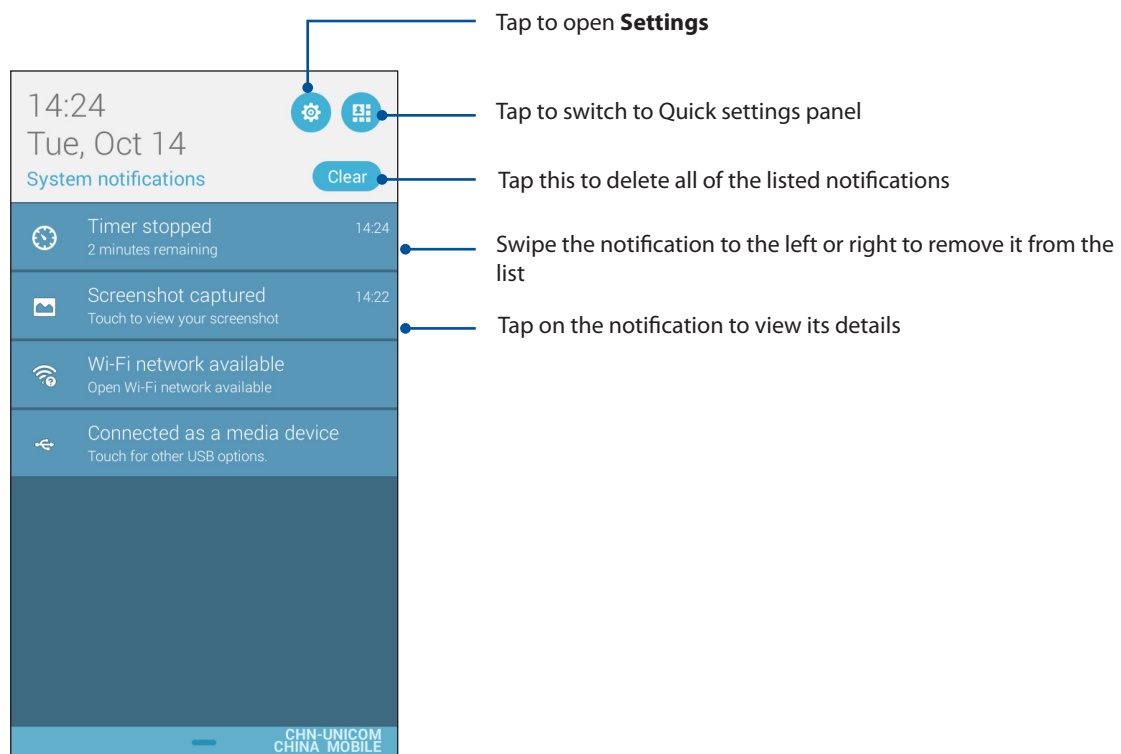 Tap to open Settings
14:24
Tue, Oct 14
Tap to switch to Quick settings panel
System notifications
Clear
Tap this to delete all of the listed notifications
Timer stopped 14:24
2 minutes remaining
Swipe the notification to the left or right to remove it from the
list
Screenshot captured 14:22
Touch to view your screenshot
Tap on the notification to view its details
Wi-Fi network available
Open Wi-Fi network available
Connected as a media device
Touch for other USB options.
CHN-UNICOM
CHINA MOBILE